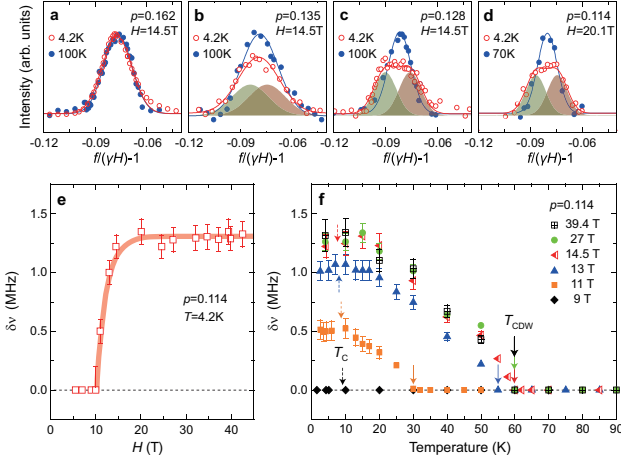 a
p=0.162
H=14.5T
4.2K
100K
b
p=0.135
H=14.5T
4.2K
100K
c
p=0.128
H=14.5T
4.2K
100K
d
p=0.114
H=20.1T
4.2K
70K
Intensity (arb. units)
-0.12 -0.09 -0.06
-0.12 -0.09 -0.06
-0.09 -0.06
-0.12 -0.09 -0.06
f/(γH)-1
f/(γH)-1
f/(γH)-1
f/(γH)-1
e
δν (MHz)
1.5
1.0
0.5
0.0
p=0.114
T=4.2K
0 10 20 30 40
H (T)
f
δν (MHz)
1.5
1.0
0.5
0.0
p=0.114
39.4 T
27 T
14.5 T
13 T
11 T
9 T
TC
TCDW
0 10 20 30 40 50 60 70 80 90
Temperature (K)